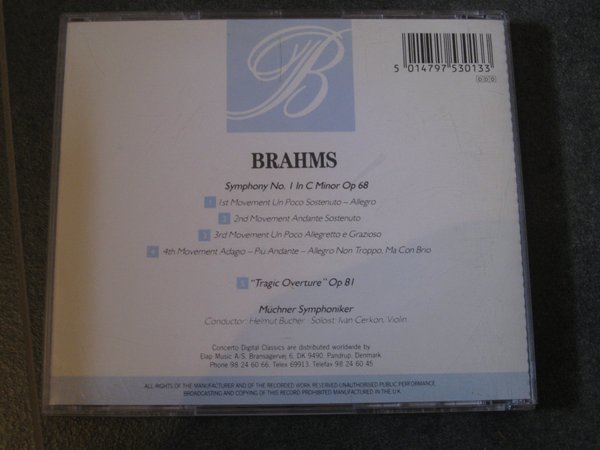 B
5 014797 530133
DDD
BRAHMS
Symphony No. 1 In C Minor Op 68
1 1st Movement Un Poco Sostenuto – Allegro
2 2nd Movement Andante Sostenuto
3 3rd Movement Un Poco Allegretto e Grazioso
4 4th Movement Adagio – Più Andante – Allegro Non Troppo, Ma Con Brio
5 "Tragic Overture" Op 81
Müchner Symphoniker
Conductor: Helmut Bucher Soloist: Ivan Cerkon, Violin
Concerto Digital Classics are distributed worldwide by
Elap Music A/S, Bransagervej 6, DK 9490. Pandrup, Denmark
Phone 98 24 60 66. Telex 69913. Telefax 98 24 60 45
ALL RIGHTS OF THE MANUFACTURER AND OF THE RECORDED WORK RESERVED UNAUTHORISED PUBLIC PERFORMANCE,
BROADCASTING AND COPYING OF THIS RECORD PROHIBITED MANUFACTURED IN THE U.K.